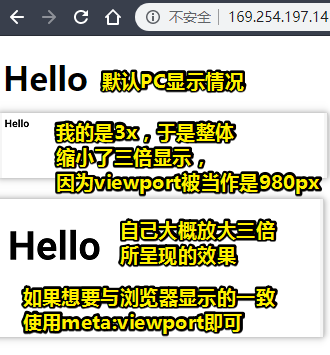 不安全 | 169.254.197.14
Hello 默认PC显示情况
Hello
我的是3x，于是整体
缩小了三倍显示，
因为viewport被当作是980px
自己大概放大三倍
Hello
所呈现的效果
如果想要与浏览器显示的一致
使用meta:viewport即可